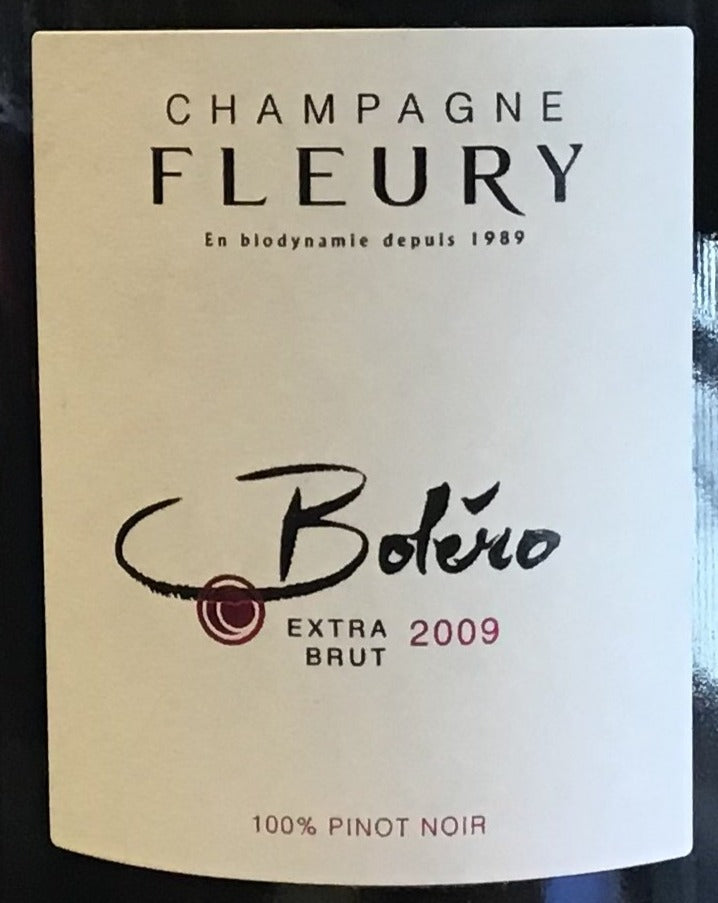 CHAMPAGNE
FLEURY
En biodynamie depuis 1989
Boléro
EXTRA 2009
BRUT
100% PINOT NOIR